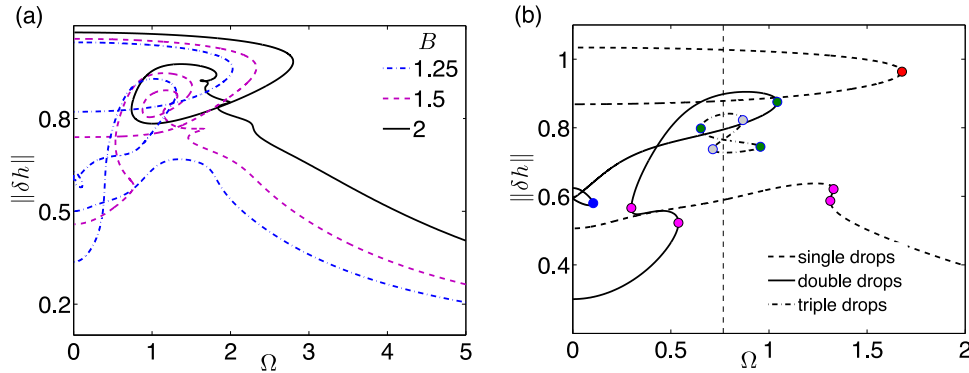 (a)
B
1.25
1.5
2
0.8
0.5
0.2
||δh||
0 1 2 3 4 5
Ω
(b)
1
0.8
0.6
0.4
||δh||
single drops
double drops
triple drops
0 0.5 1 1.5 2
Ω